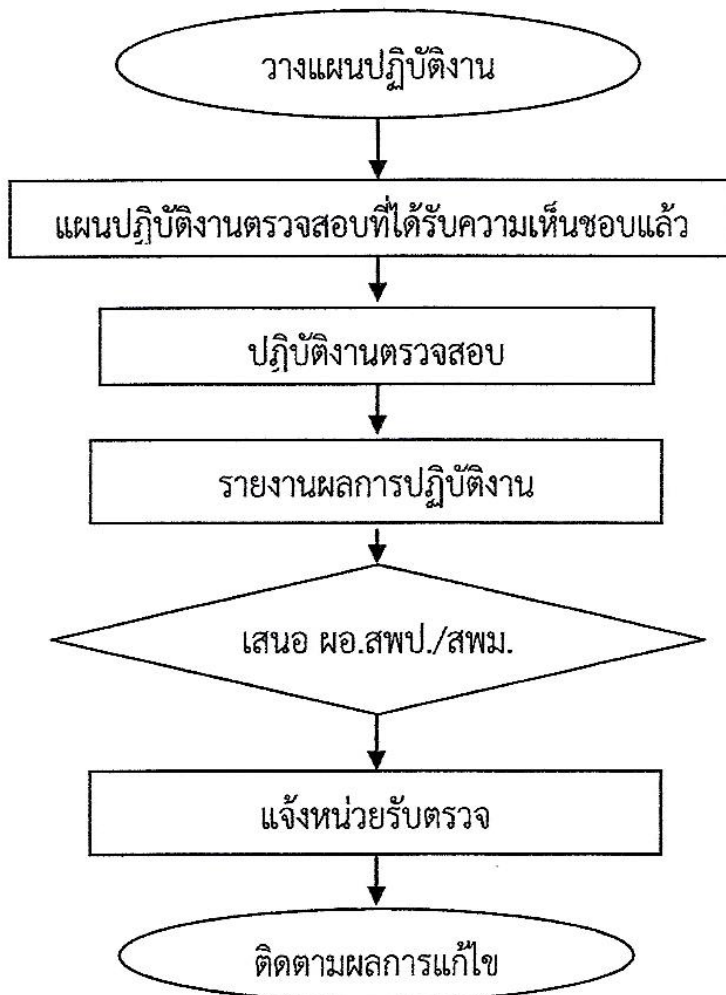 วางแผนปฏิบัติงาน
แผนปฏิบัติงานตรวจสอบที่ได้รับความเห็นชอบแล้ว
ปฏิบัติงานตรวจสอบ
รายงานผลการปฏิบัติงาน
เสนอ ผอ.สพป./สพม.
แจ้งหน่วยรับตรวจ
ติดตามผลการแก้ไข